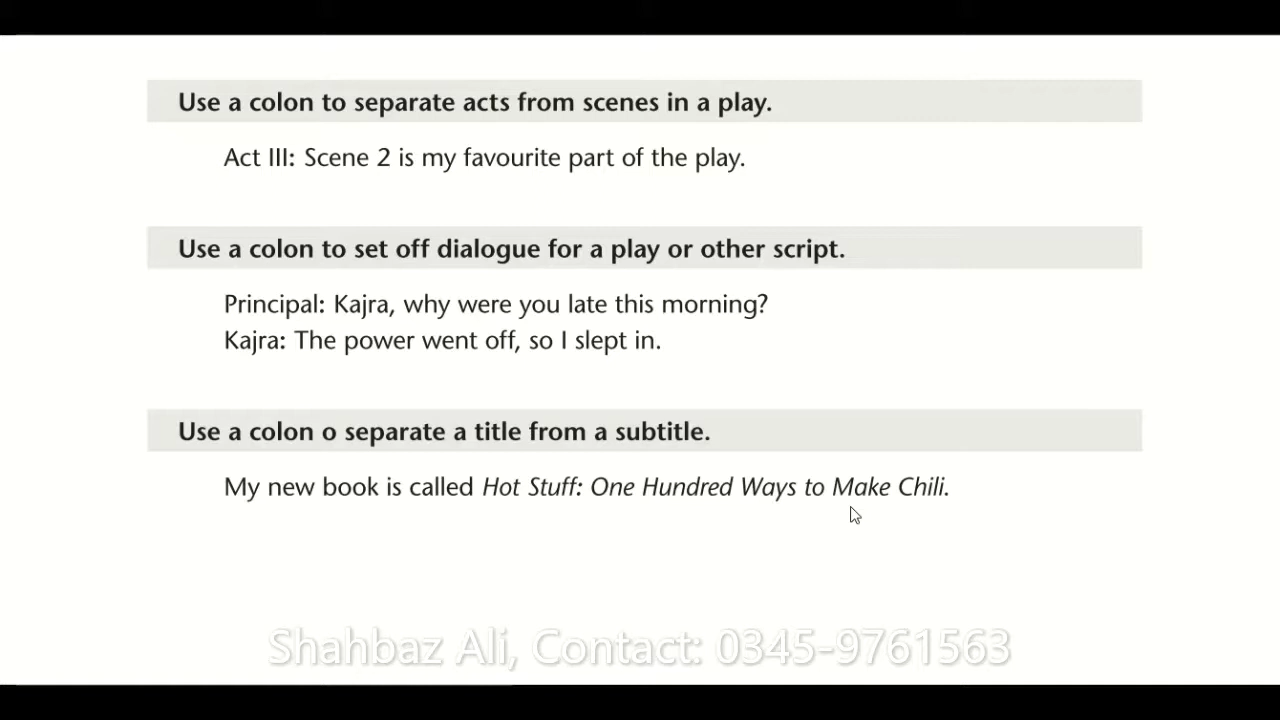 Use a colon to separate acts from scenes in a play.
Act III: Scene 2 is my favourite part of the play.
Use a colon to set off dialogue for a play or other script.
Principal: Kajra, why were you late this morning?
Kajra: The power went off, so I slept in.
Use a colon o separate a title from a subtitle.
My new book is called Hot Stuff: One Hundred Ways to Make Chili.
Shahbaz Ali, Contact: 0345-9761563